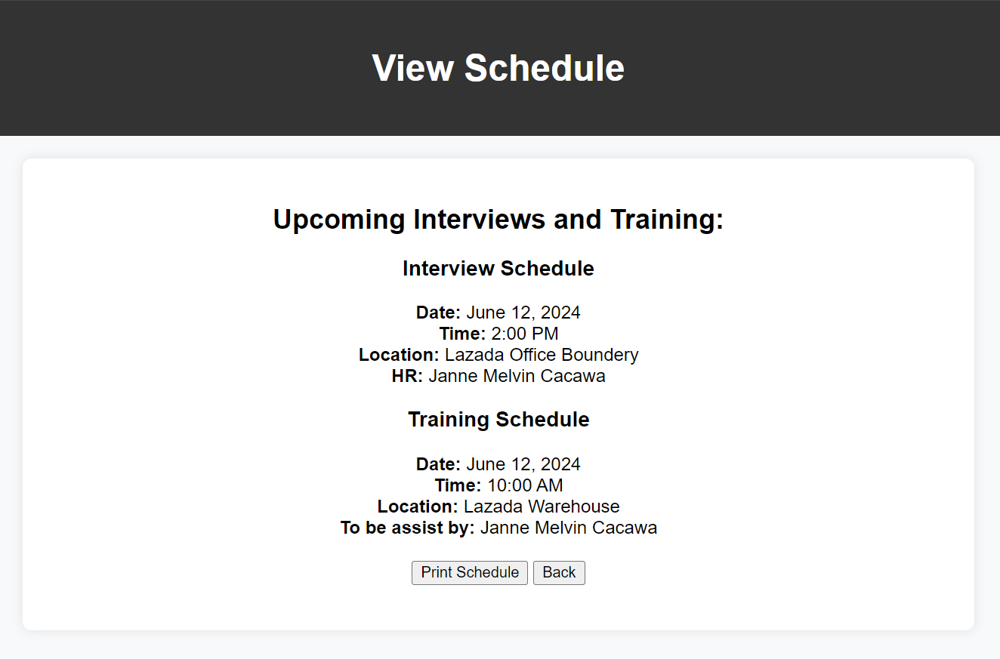 View Schedule
Upcoming Interviews and Training:
Interview Schedule
Date: June 12, 2024
Time: 2:00 PM
Location: Lazada Office Boundery
HR: Janne Melvin Cacawa
Training Schedule
Date: June 12, 2024
Time: 10:00 AM
Location: Lazada Warehouse
To be assist by: Janne Melvin Cacawa
Print Schedule Back